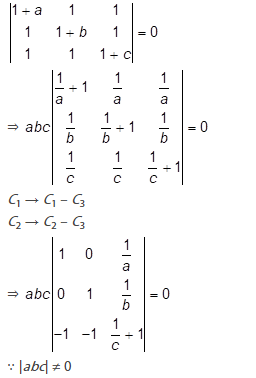 | 1 + a  1  1 |
| 1  1 + b  1 | = 0
| 1  1  1 + c |
⇒ abc | 1/a + 1  1/a  1/a |
| 1/b  1/b + 1  1/b | = 0
| 1/c  1/c  1/c + 1 |
C₁ → C₁ – C₃
C₂ → C₂ – C₃
⇒ abc | 1  0  1/a |
| 0  1  1/b | = 0
| –1  –1  1/c + 1 |
∵ |abc| ≠ 0